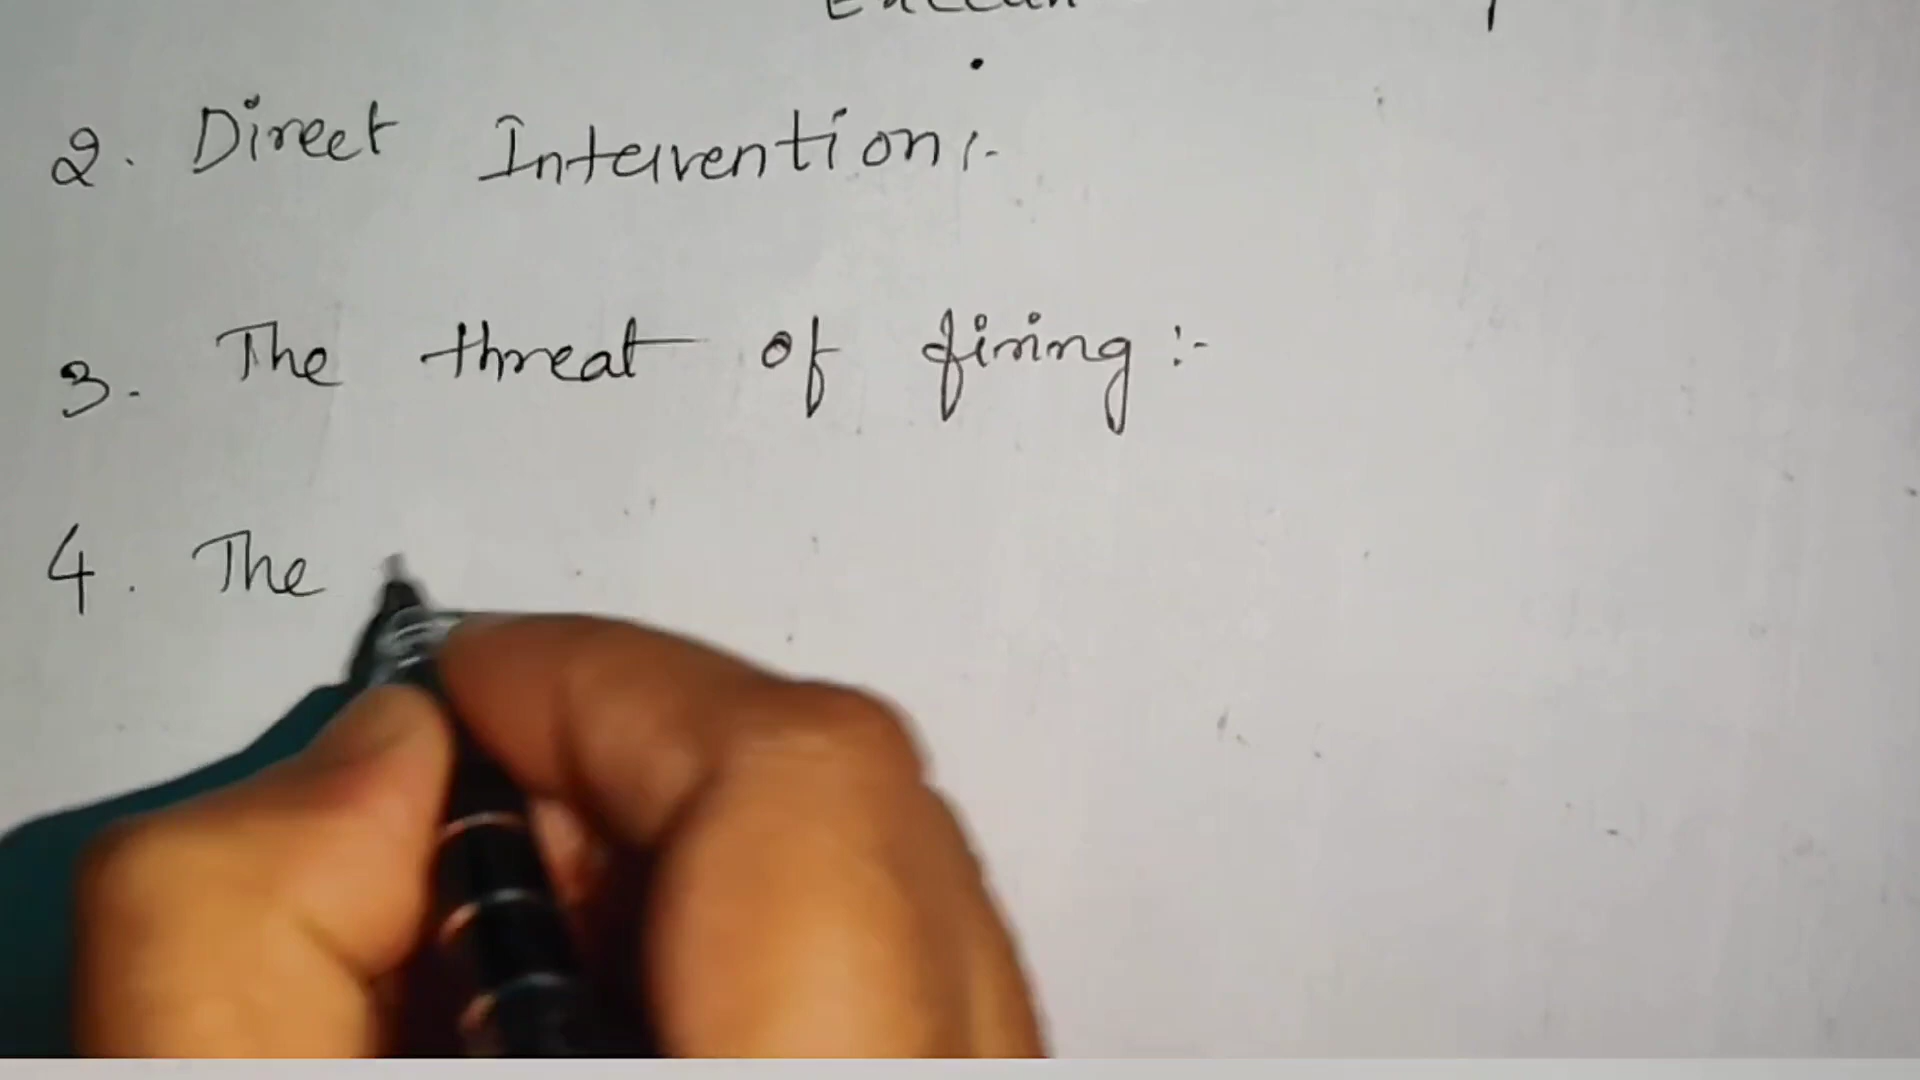 2. Direct Intervention:-
3. The threat of firing:-
4. The